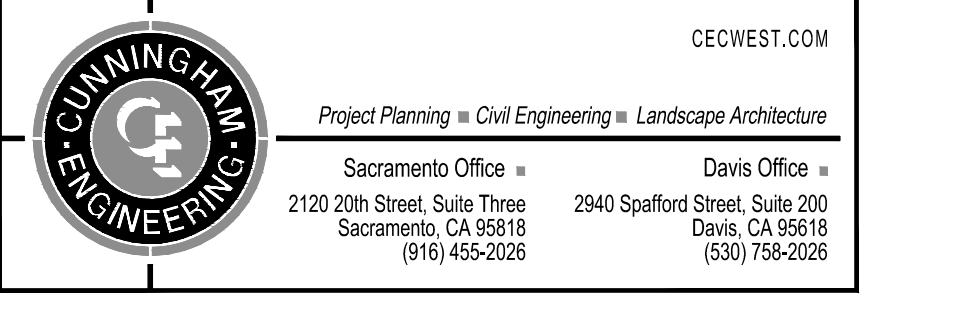 CECWEST.COM
CUNNINGHAM
ENGINEERING
Project Planning ■ Civil Engineering ■ Landscape Architecture
Sacramento Office ■
2120 20th Street, Suite Three
Sacramento, CA 95818
(916) 455-2026
Davis Office ■
2940 Spafford Street, Suite 200
Davis, CA 95618
(530) 758-2026